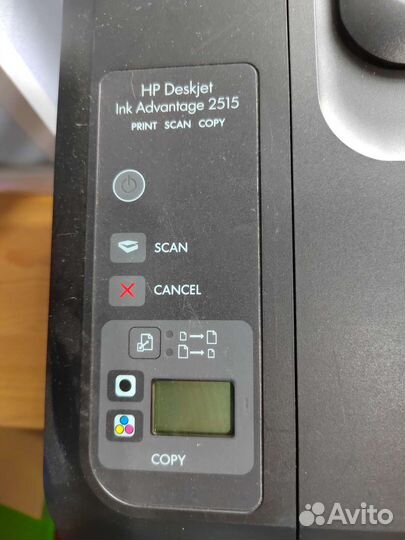 HP Deskjet
Ink Advantage 2515
PRINT SCAN COPY
SCAN
CANCEL
COPY
Avito